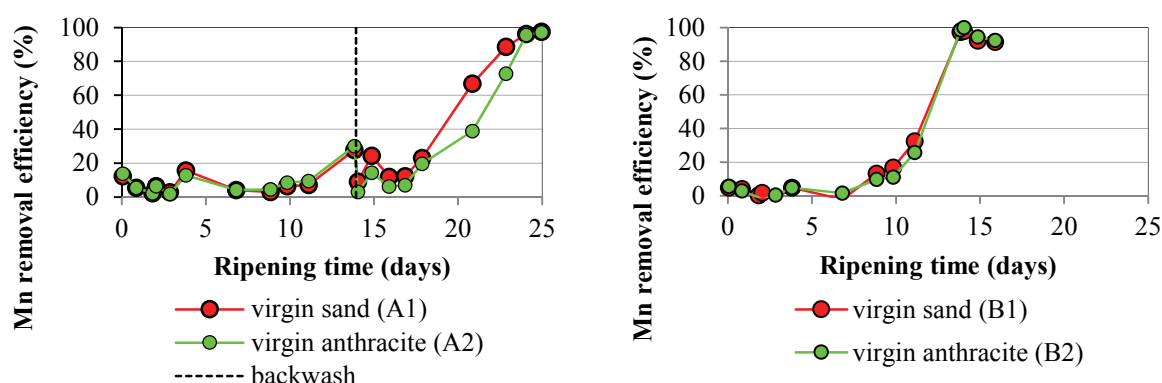 Mn removal efficiency (%)
100
80
60
40
20
0
0 5 10 15 20 25
Ripening time (days)
virgin sand (A1)
virgin anthracite (A2)
backwash
Mn removal efficiency (%)
100
80
60
40
20
0
0 5 10 15 20 25
Ripening time (days)
virgin sand (B1)
virgin anthracite (B2)